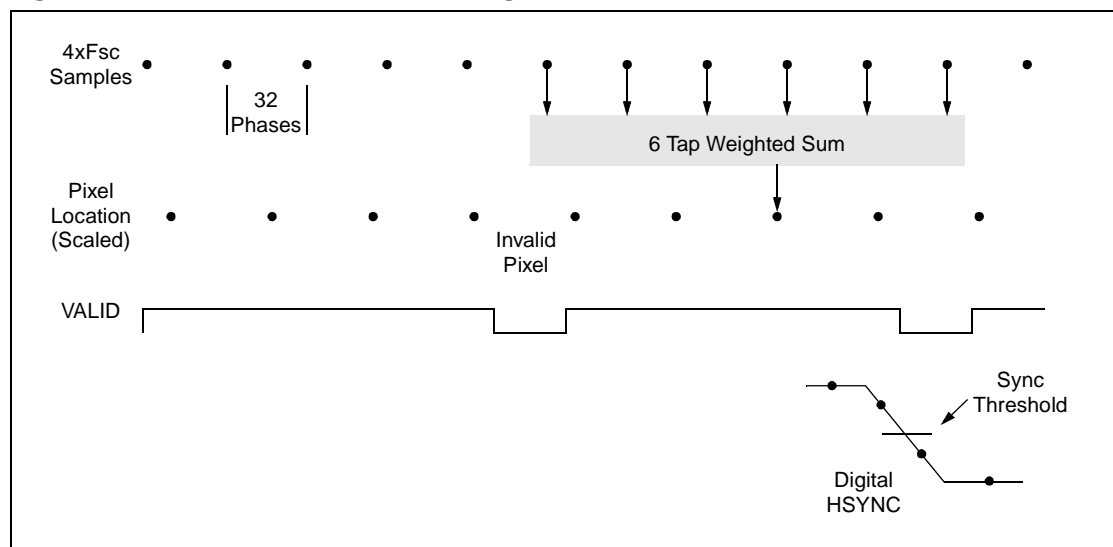 4xFsc
Samples
32
Phases
6 Tap Weighted Sum
Pixel
Location
(Scaled)
Invalid
Pixel
VALID
Sync
Threshold
Digital
HSYNC